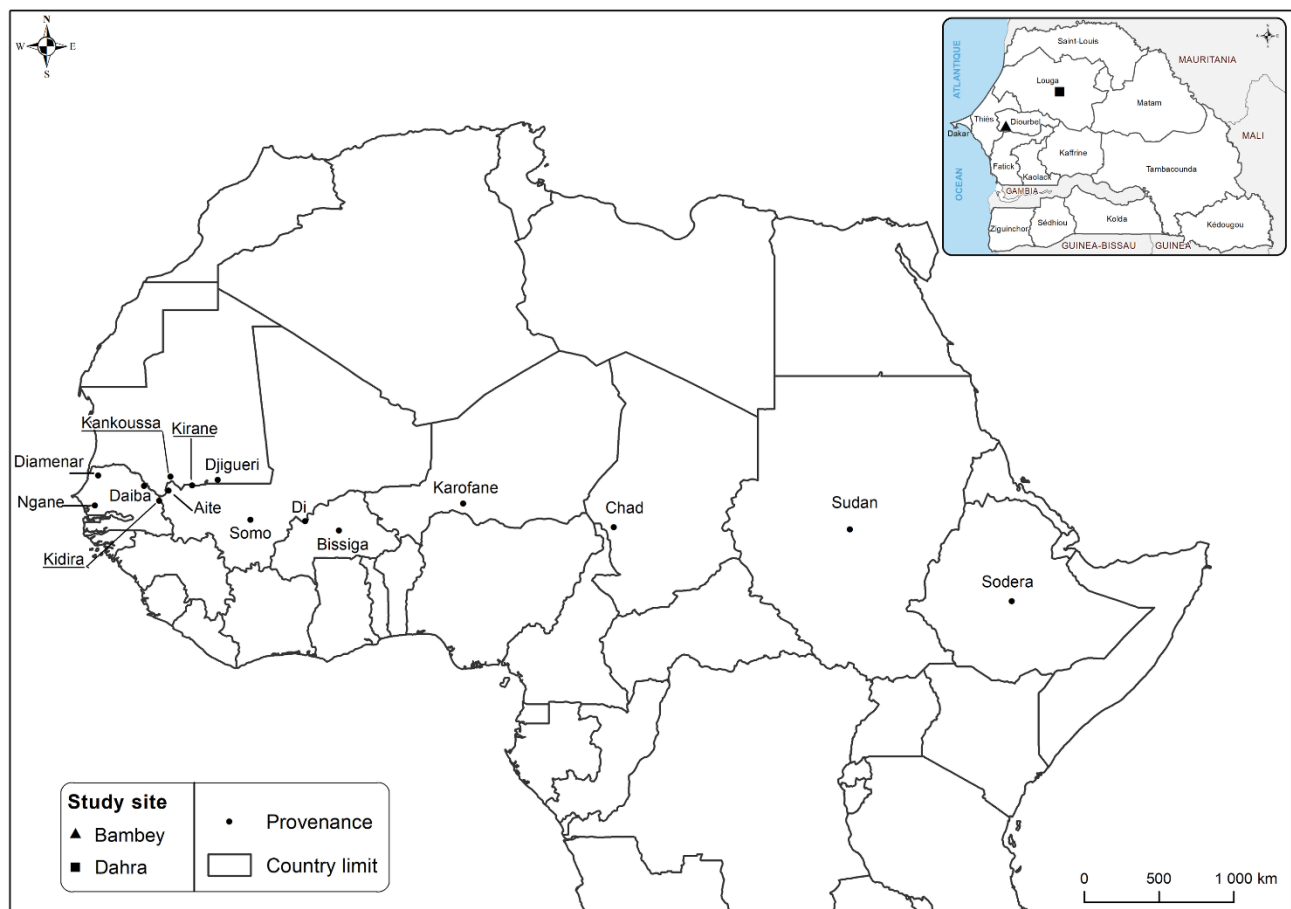 N
W
E
S
N
W
E
S
Saint-Louis
MAURITANIA
ATLANTIQUE
Louga
Matam
Thiès
Diourbel
Dakar
MALI
Kaffrine
Fatick
Tambacounda
Kaolack
OCEAN
GAMBIA
Kolda
Sédhiou
Kédougou
Ziguinchor
GUINEA-BISSAU
GUINEA
Kankoussa
Kirane
Diamenar
Djigueri
Daiba
Aite
Ngane
Karofane
Di
Chad
Sudan
Somo
Bissiga
Kidira
Sodera
Study site
Bambey
Dahra
Provenance
Country limit
0 500 1 000 km